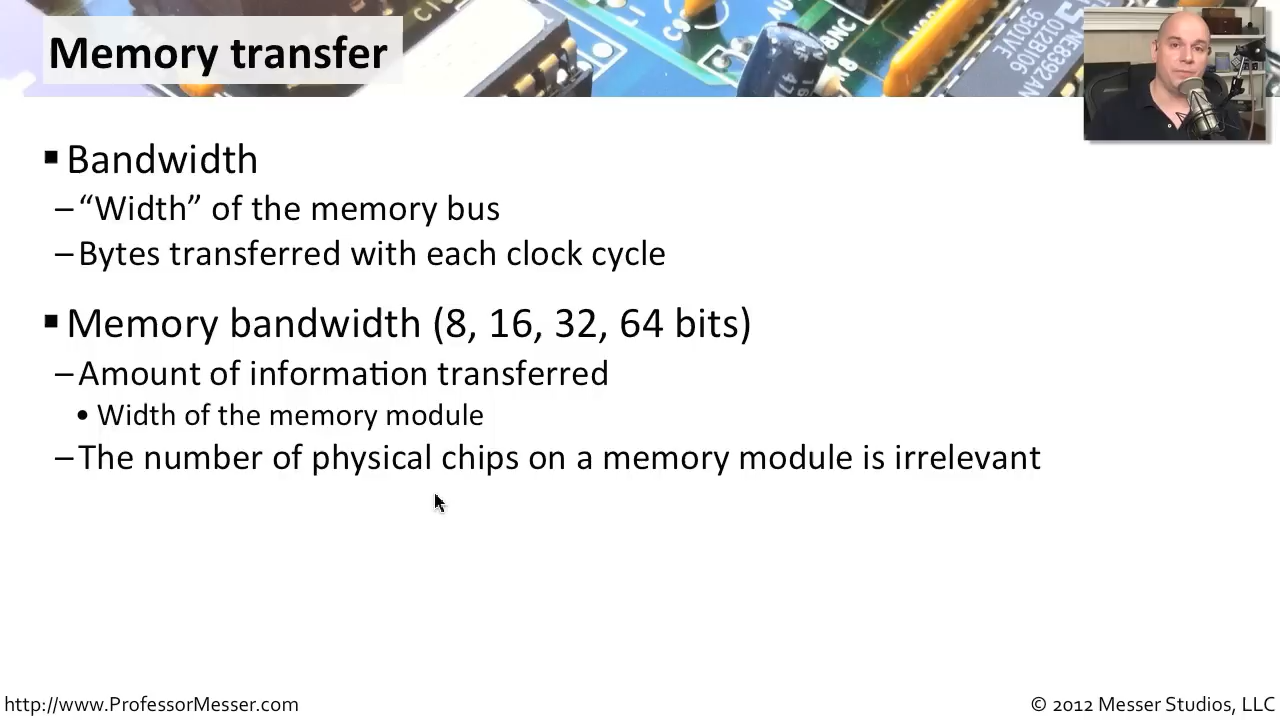 Memory transfer
▪ Bandwidth
– “Width” of the memory bus
– Bytes transferred with each clock cycle
▪ Memory bandwidth (8, 16, 32, 64 bits)
– Amount of information transferred
• Width of the memory module
– The number of physical chips on a memory module is irrelevant
http://www.ProfessorMesser.com
© 2012 Messer Studios, LLC